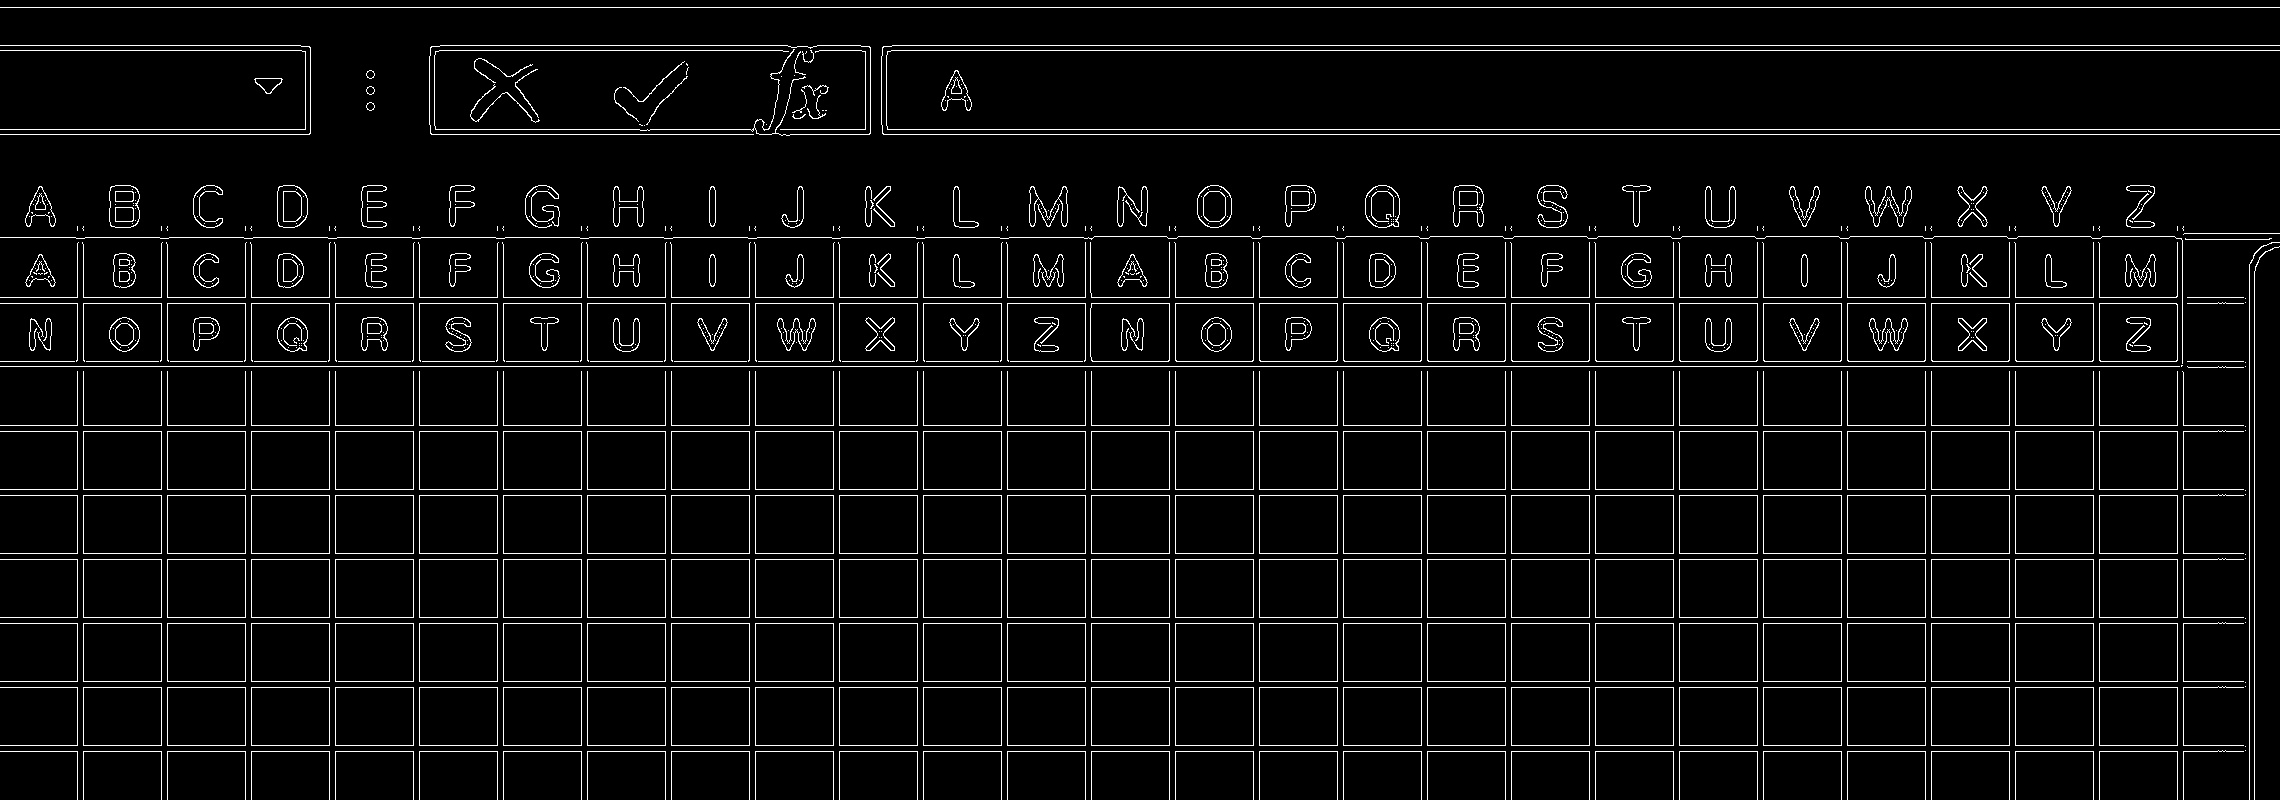 fx A
A B C D E F G H I J K L M N O P Q R S T U V W X Y Z
A B C D E F G H I J K L M A B C D E F G H I J K L M
N O P Q R S T U V W X Y Z N O P Q R S T U V W X Y Z